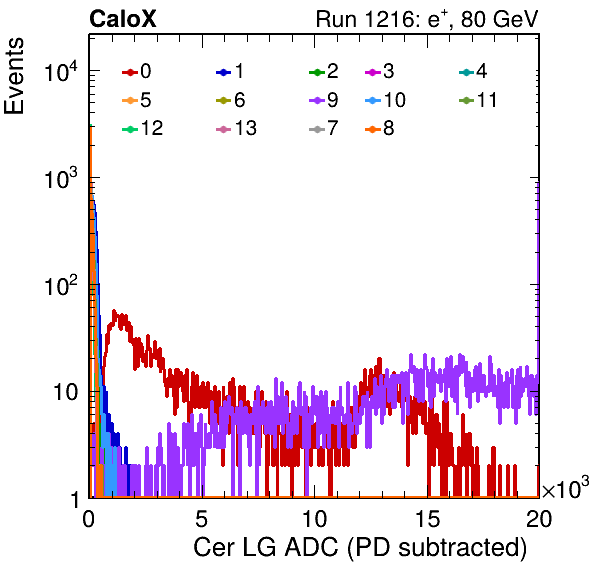 CaloX Run 1216: e⁺, 80 GeV
Events
10⁴
0 1 2 3 4
5 6 9 10 11
12 13 7 8
10³
10²
10
1
0 5 10 15 20 ×10³
Cer LG ADC (PD subtracted)